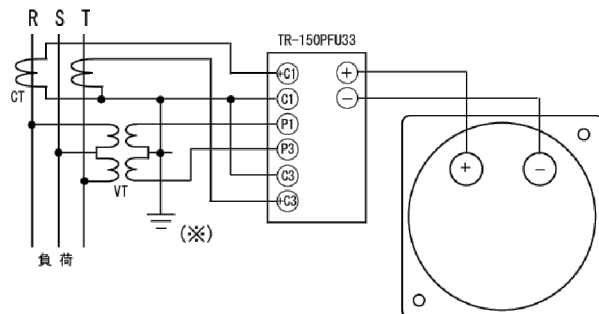 R S T
TR-150PFU33
CT
+C1
C1
P1
P3
C3
+C3
+
−
VT
(※)
負 荷
+
−